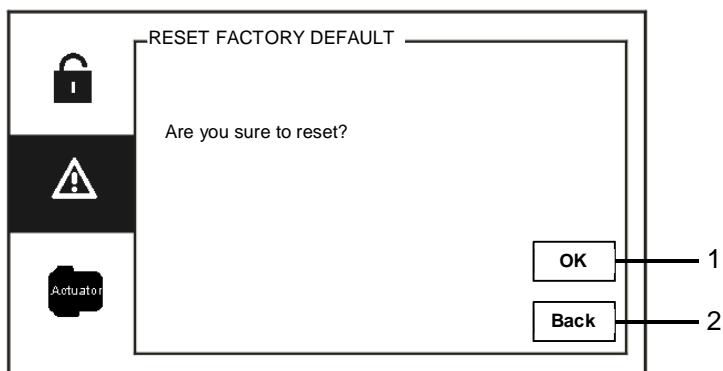 RESET FACTORY DEFAULT
Are you sure to reset?
Actuator
OK
1
Back
2